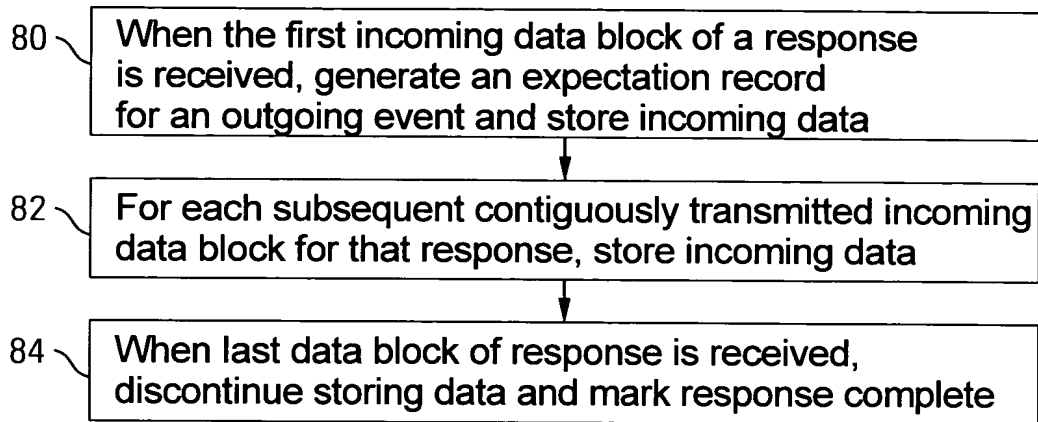 80
When the first incoming data block of a response
is received, generate an expectation record
for an outgoing event and store incoming data
82
For each subsequent contiguously transmitted incoming
data block for that response, store incoming data
84
When last data block of response is received,
discontinue storing data and mark response complete